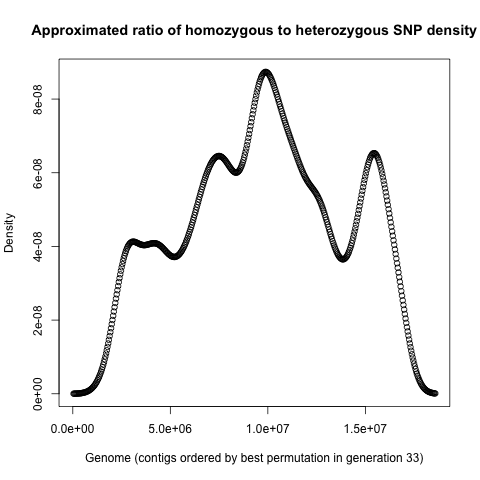 Approximated ratio of homozygous to heterozygous SNP density
Density
8e-08
6e-08
4e-08
2e-08
0e+00
0.0e+00 5.0e+06 1.0e+07 1.5e+07
Genome (contigs ordered by best permutation in generation 33)